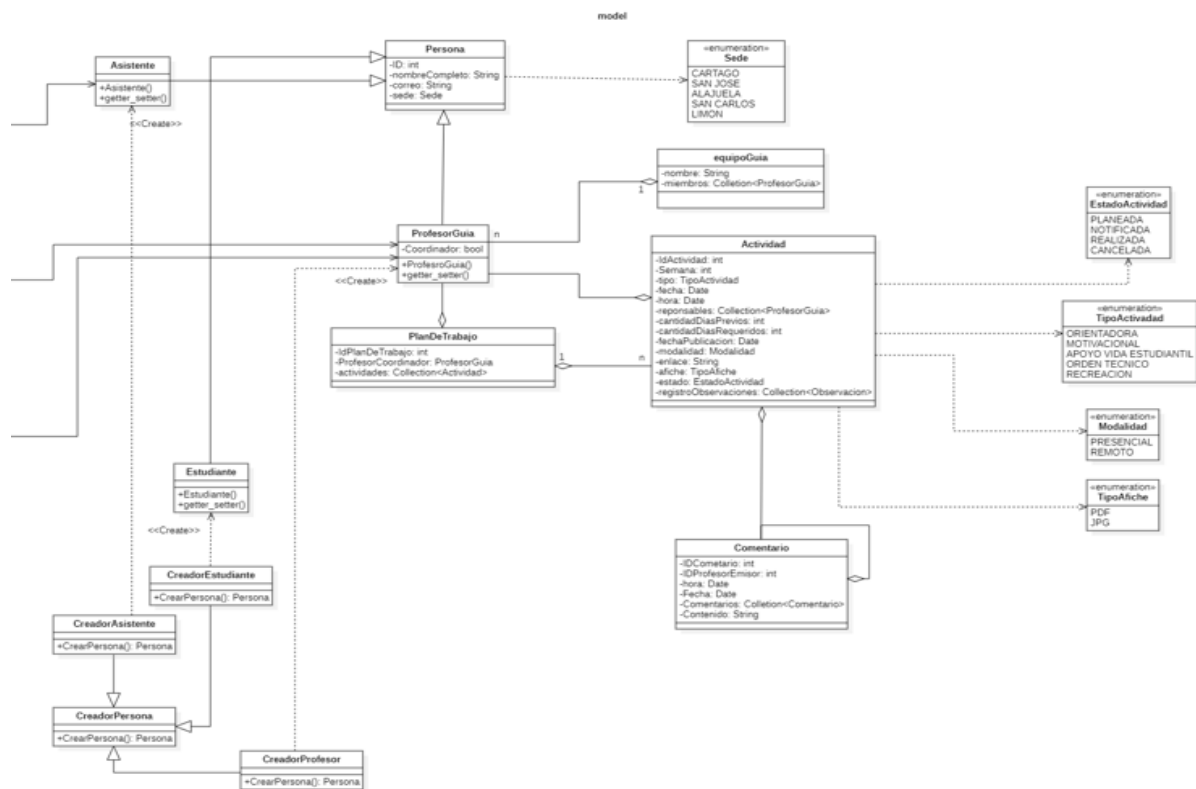 model
Asistente
+Asistente()
+getter_setter()
<<Create>>
Persona
-ID: int
-nombreCompleto: String
-correo: String
-sede: Sede
«enumeration»
Sede
CARTAGO
SAN JOSE
ALAJUELA
SAN CARLOS
LIMON
equipoGuia
-nombre: String
-miembros: Colletion<ProfesorGuia>
1
n
ProfesorGuia
-Coordinador: bool
+ProfesroGuia()
+getter_setter()
<<Create>>
«enumeration»
EstadoActividad
PLANEADA
NOTIFICADA
REALIZADA
CANCELADA
Actividad
-IdActividad: int
-Semana: int
-tipo: TipoActividad
-fecha: Date
-hora: Date
-reponsables: Collection<ProfesorGuia>
-cantidadDiasPrevios: int
-cantidadDiasRequeridos: int
-fechaPublicacion: Date
-modalidad: Modalidad
-enlace: String
-afiche: TipoAfiche
-estado: EstadoActividad
-registroObservaciones: Collection<Observacion>
PlanDeTrabajo
-IdPlanDeTrabajo: int
-ProfesorCoordinador: ProfesorGuia
-actividades: Collection<Actividad>
1
n
«enumeration»
TipoActivadad
ORIENTADORA
MOTIVACIONAL
APOYO VIDA ESTUDIANTIL
ORDEN TECNICO
RECREACION
«enumeration»
Modalidad
PRESENCIAL
REMOTO
«enumeration»
TipoAfiche
PDF
JPG
Estudiante
+Estudiante()
+getter_setter()
<<Create>>
Comentario
-IDCometario: int
-IDProfesorEmisor: int
-hora: Date
-Fecha: Date
-Comentarios: Colletion<Comentario>
-Contenido: String
CreadorEstudiante
+CrearPersona(): Persona
CreadorAsistente
+CrearPersona(): Persona
CreadorPersona
+CrearPersona(): Persona
CreadorProfesor
+CrearPersona(): Persona